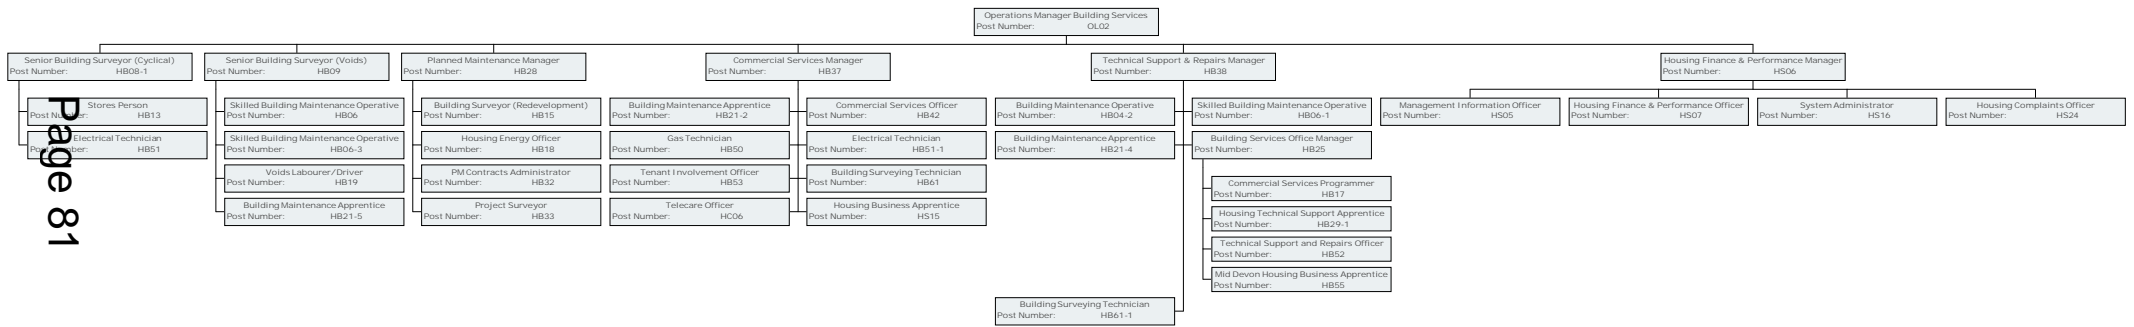 Operations Manager Building Services
Post Number: OL02
Senior Building Surveyor (Cyclical)
Post Number: HB08-1
Senior Building Surveyor (Voids)
Post Number: HB09
Planned Maintenance Manager
Post Number: HB28
Commercial Services Manager
Post Number: HB37
Technical Support & Repairs Manager
Post Number: HB38
Housing Finance & Performance Manager
Post Number: HS06
Stores Person
Post Number: HB13
Electrical Technician
Post Number: HB51
Skilled Building Maintenance Operative
Post Number: HB06
Skilled Building Maintenance Operative
Post Number: HB06-3
Voids Labourer/Driver
Post Number: HB19
Building Maintenance Apprentice
Post Number: HB21-5
Building Surveyor (Redevelopment)
Post Number: HB15
Housing Energy Officer
Post Number: HB18
PM Contracts Administrator
Post Number: HB32
Project Surveyor
Post Number: HB33
Building Maintenance Apprentice
Post Number: HB21-2
Commercial Services Officer
Post Number: HB42
Gas Technician
Post Number: HB50
Electrical Technician
Post Number: HB51-1
Tenant Involvement Officer
Post Number: HB53
Building Surveying Technician
Post Number: HB61
Telecare Officer
Post Number: HC06
Housing Business Apprentice
Post Number: HS15
Building Maintenance Operative
Post Number: HB04-2
Skilled Building Maintenance Operative
Post Number: HB06-1
Building Maintenance Apprentice
Post Number: HB21-4
Building Services Office Manager
Post Number: HB25
Commercial Services Programmer
Post Number: HB17
Housing Technical Support Apprentice
Post Number: HB29-1
Technical Support and Repairs Officer
Post Number: HB52
Mid Devon Housing Business Apprentice
Post Number: HB55
Building Surveying Technician
Post Number: HB61-1
Management Information Officer
Post Number: HS05
Housing Finance & Performance Officer
Post Number: HS07
System Administrator
Post Number: HS16
Housing Complaints Officer
Post Number: HS24
Page 81